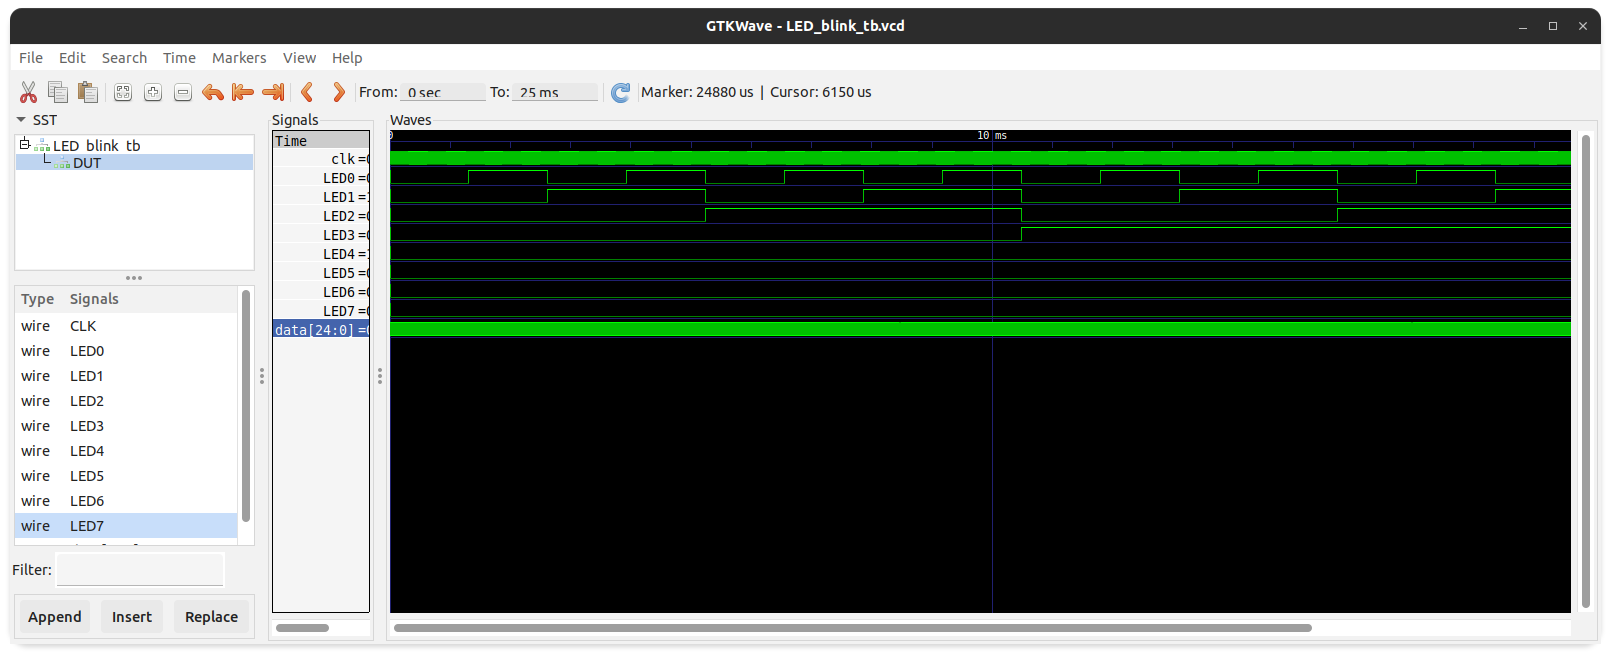 GTKWave - LED_blink_tb.vcd
File Edit Search Time Markers View Help
From: 0 sec To: 25 ms Marker: 24880 us | Cursor: 6150 us
SST
LED_blink_tb
DUT
Type Signals
wire CLK
wire LED0
wire LED1
wire LED2
wire LED3
wire LED4
wire LED5
wire LED6
wire LED7
Filter:
Append Insert Replace
Signals
Time
clk =0
LED0 =0
LED1 =1
LED2 =0
LED3 =0
LED4 =1
LED5 =0
LED6 =0
LED7 =0
data[24:0] =0
Waves
0 10 ms